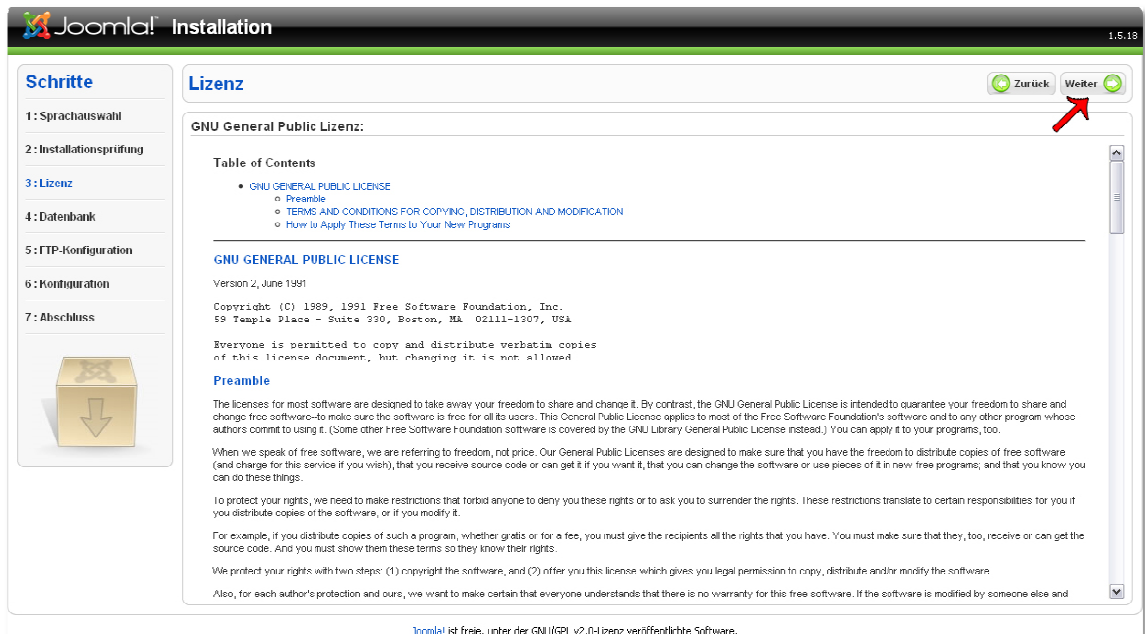 Joomla! Installation
1.5.18
Schritte
1 : Sprachauswahl
2 : Installationsprüfung
3 : Lizenz
4 : Datenbank
5 : FTP-Konfiguration
6 : Konfiguration
7 : Abschluss
Lizenz
Zurück
Weiter
GNU General Public Lizenz:
Table of Contents
GNU GENERAL PUBLIC LICENSE
Preamble
TERMS AND CONDITIONS FOR COPYING, DISTRIBUTION AND MODIFICATION
How to Apply These Terms to Your New Programs
GNU GENERAL PUBLIC LICENSE
Version 2, June 1991
Copyright (C) 1989, 1991 Free Software Foundation, Inc.
59 Temple Place - Suite 330, Boston, MA 02111-1307, USA
Everyone is permitted to copy and distribute verbatim copies
of this license document, but changing it is not allowed
Preamble
The licenses for most software are designed to take away your freedom to share and change it. By contrast, the GNU General Public License is intended to guarantee your freedom to share and
change free software--to make sure the software is free for all its users. This General Public License applies to most of the Free Software Foundation's software and to any other program whose
authors commit to using it. (Some other Free Software Foundation software is covered by the GNU Library General Public License instead.) You can apply it to your programs, too.
When we speak of free software, we are referring to freedom, not price. Our General Public Licenses are designed to make sure that you have the freedom to distribute copies of free software
(and charge for this service if you wish), that you receive source code or can get it if you want it, that you can change the software or use pieces of it in new free programs; and that you know you
can do these things.
To protect your rights, we need to make restrictions that forbid anyone to deny you these rights or to ask you to surrender the rights. These restrictions translate to certain responsibilities for you if
you distribute copies of the software, or if you modify it.
For example, if you distribute copies of such a program, whether gratis or for a fee, you must give the recipients all the rights that you have. You must make sure that they, too, receive or can get the
source code. And you must show them these terms so they know their rights.
We protect your rights with two steps: (1) copyright the software, and (2) offer you this license which gives you legal permission to copy, distribute and/or modify the software
Also, for each author's protection and ours, we want to make certain that everyone understands that there is no warranty for this free software. If the software is modified by someone else and
Joomla! ist freie, unter der GNU/GPL v2.0-Lizenz veröffentlichte Software.